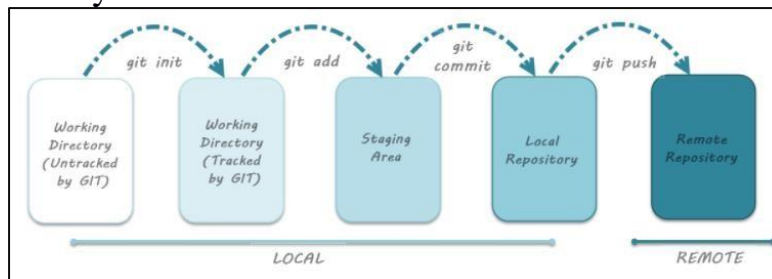 git init
git add
git
commit
git push
Working
Directory
(Untracked
by GIT)
Working
Directory
(Tracked
by GIT)
Staging
Area
Local
Repository
Remote
Repository
LOCAL
REMOTE